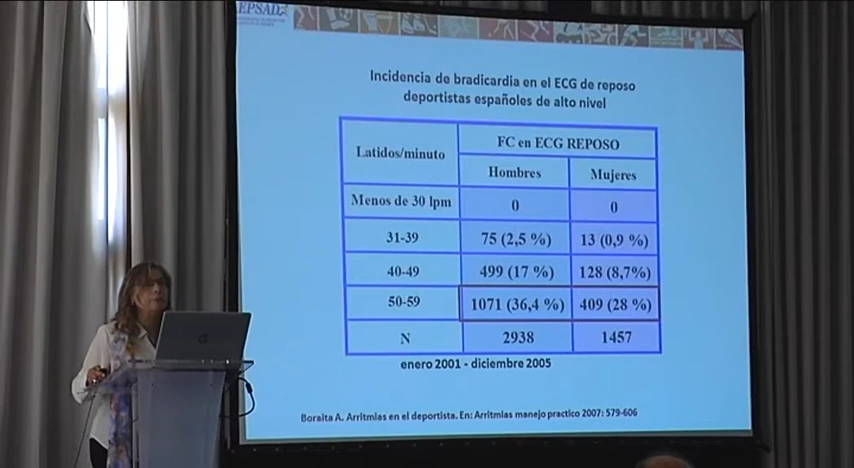 EPSAD
Incidencia de bradicardia en el ECG de reposo
deportistas españoles de alto nivel
Latidos/minuto
FC en ECG REPOSO
Hombres
Mujeres
Menos de 30 lpm
0
0
31-39
75 (2,5 %)
13 (0,9 %)
40-49
499 (17 %)
128 (8,7%)
50-59
1071 (36,4 %)
409 (28 %)
N
2938
1457
enero 2001 - diciembre 2005
Boraita A. Arritmias en el deportista. En: Arritmias manejo practico 2007: 579-606